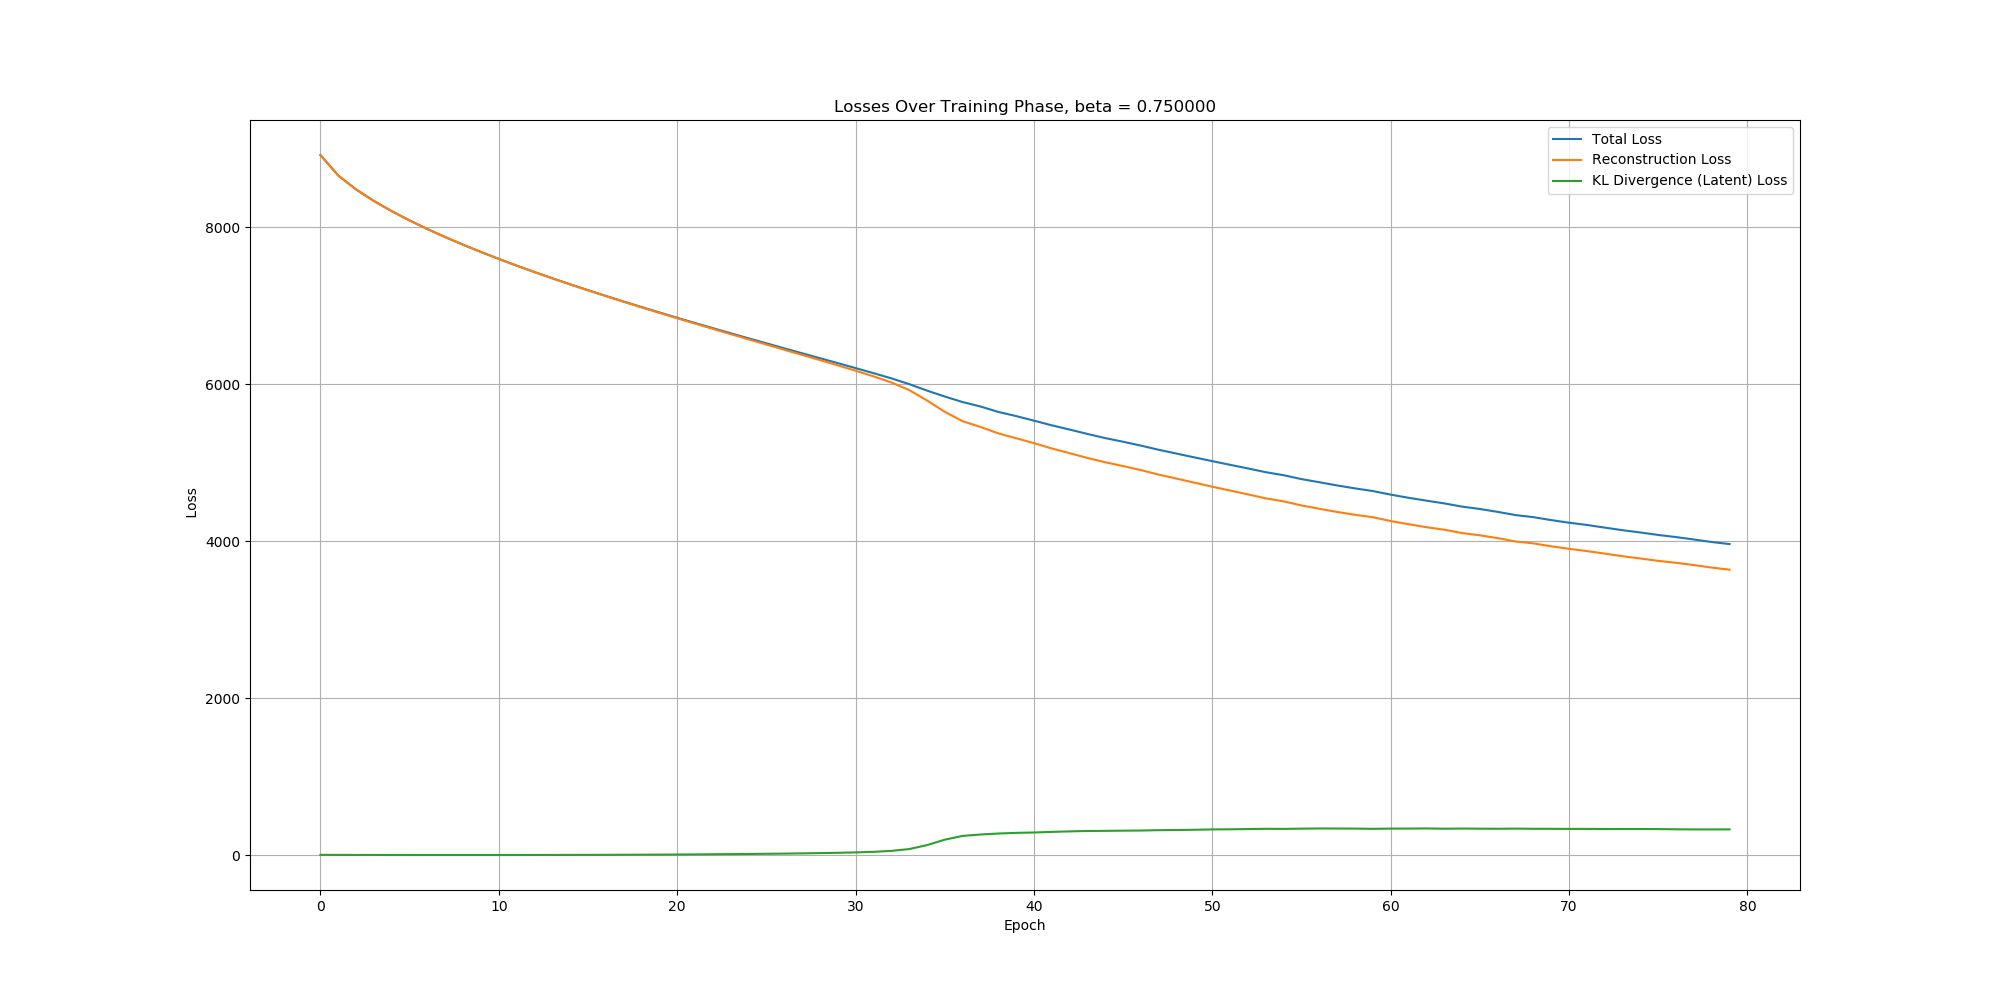 Losses Over Training Phase, beta = 0.750000
Total Loss
Reconstruction Loss
KL Divergence (Latent) Loss
8000
6000
4000
2000
0
Loss
0 10 20 30 40 50 60 70 80
Epoch